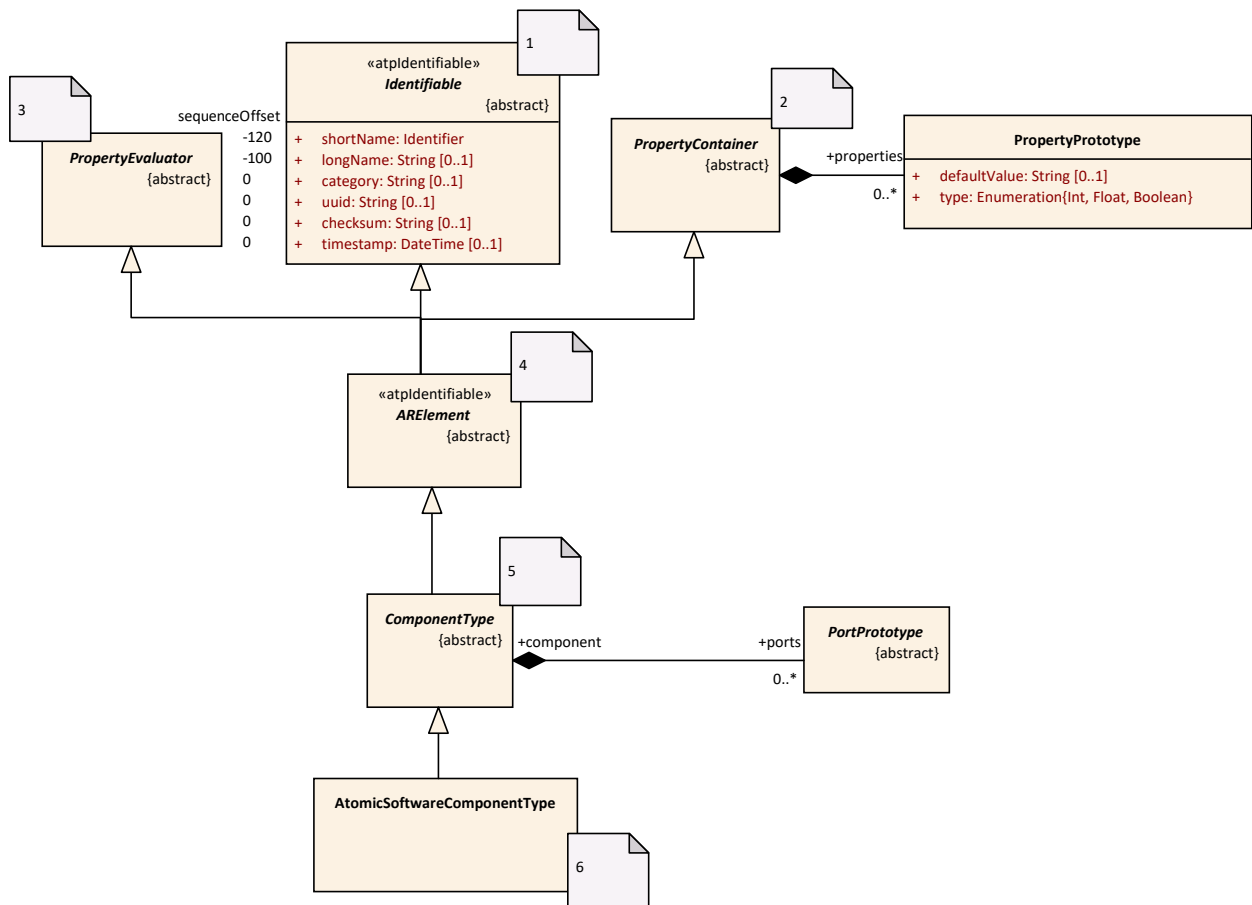 1
«atpIdentifiable»
Identifiable
{abstract}
3
2
sequenceOffset
-120 + shortName: Identifier
-100 + longName: String [0..1]
0 + category: String [0..1]
0 + uuid: String [0..1]
0 + checksum: String [0..1]
0 + timestamp: DateTime [0..1]
PropertyEvaluator
{abstract}
PropertyContainer
{abstract}
+properties
0..*
PropertyPrototype
+ defaultValue: String [0..1]
+ type: Enumeration{Int, Float, Boolean}
4
«atpIdentifiable»
ARElement
{abstract}
5
ComponentType
{abstract}
+component
+ports
0..*
PortPrototype
{abstract}
AtomicSoftwareComponentType
6